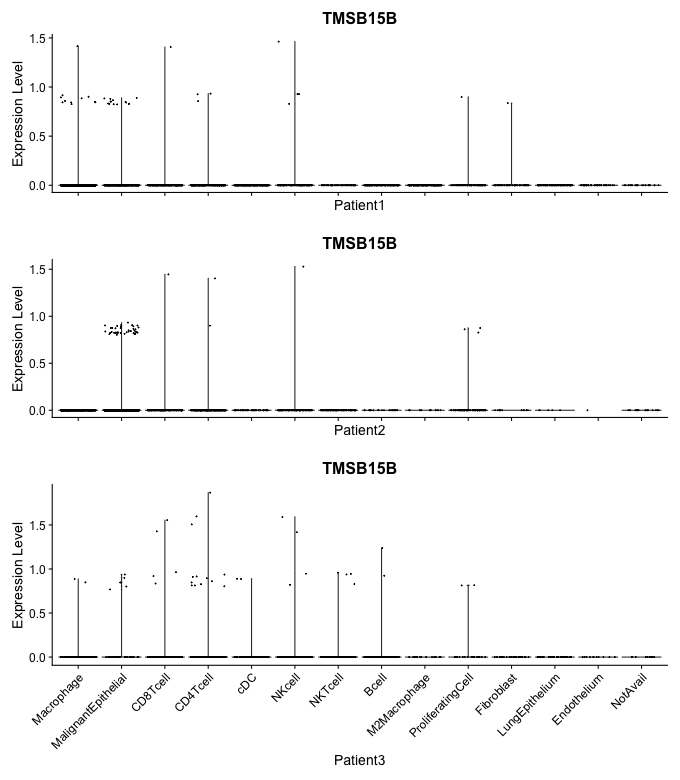 TMSB15B
Expression Level
1.5
1.0
0.5
0.0
Patient1
TMSB15B
Expression Level
1.5
1.0
0.5
0.0
Patient2
TMSB15B
Expression Level
1.5
1.0
0.5
0.0
Macrophage
MalignantEpithelial
CD8Tcell
CD4Tcell
cDC
NKcell
NKTcell
Bcell
M2Macrophage
ProliferatingCell
Fibroblast
LungEpithelium
Endothelium
NotAvail
Patient3